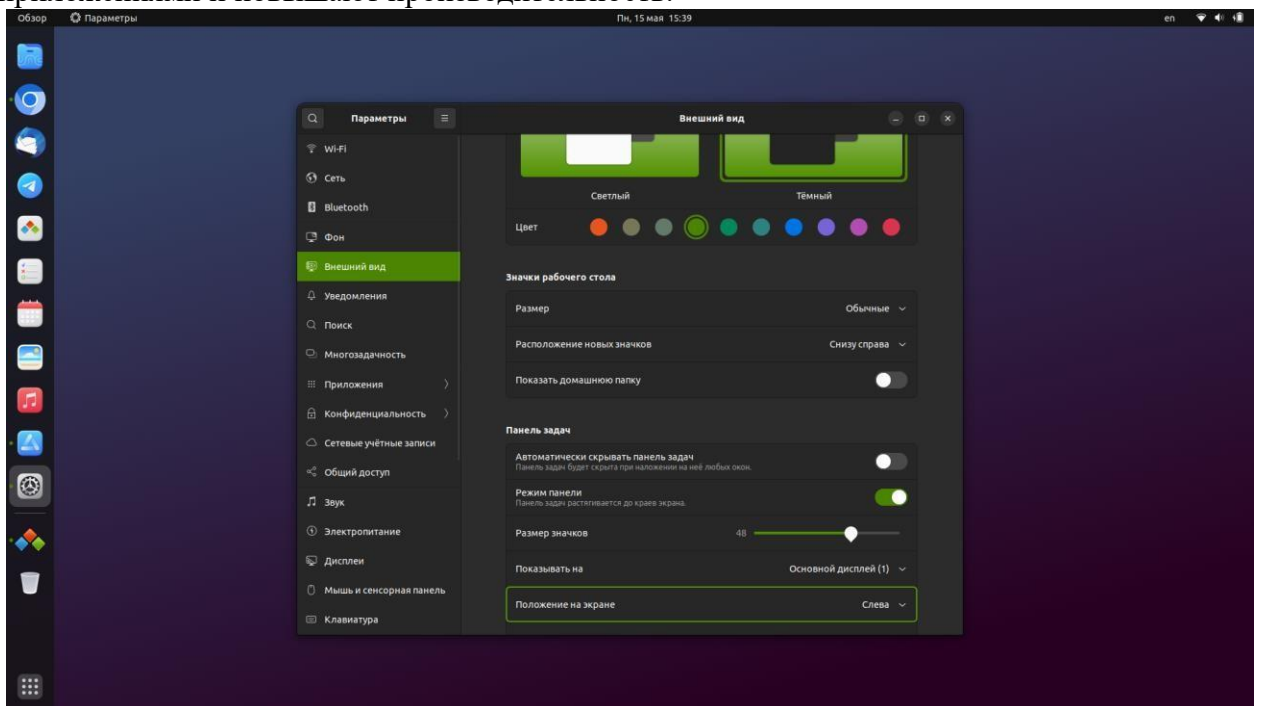 приложениями и повышают производительность.
Обзор Параметры Пн, 15 мая 15:39 en
Параметры Внешний вид
Wi-Fi
Сеть
Bluetooth
Фон
Внешний вид
Уведомления
Поиск
Многозадачность
Приложения
Конфиденциальность
Сетевые учётные записи
Общий доступ
Звук
Электропитание
Дисплеи
Мышь и сенсорная панель
Клавиатура
Светлый Тёмный
Цвет
Значки рабочего стола
Размер Обычные
Расположение новых значков Снизу справа
Показать домашнюю папку
Панель задач
Автоматически скрывать панель задач
Панель задач будет скрыта при наложении на неё любых окон.
Режим панели
Панель задач растягивается до краев экрана.
Размер значков 48
Показывать на Основной дисплей (1)
Положение на экране Слева